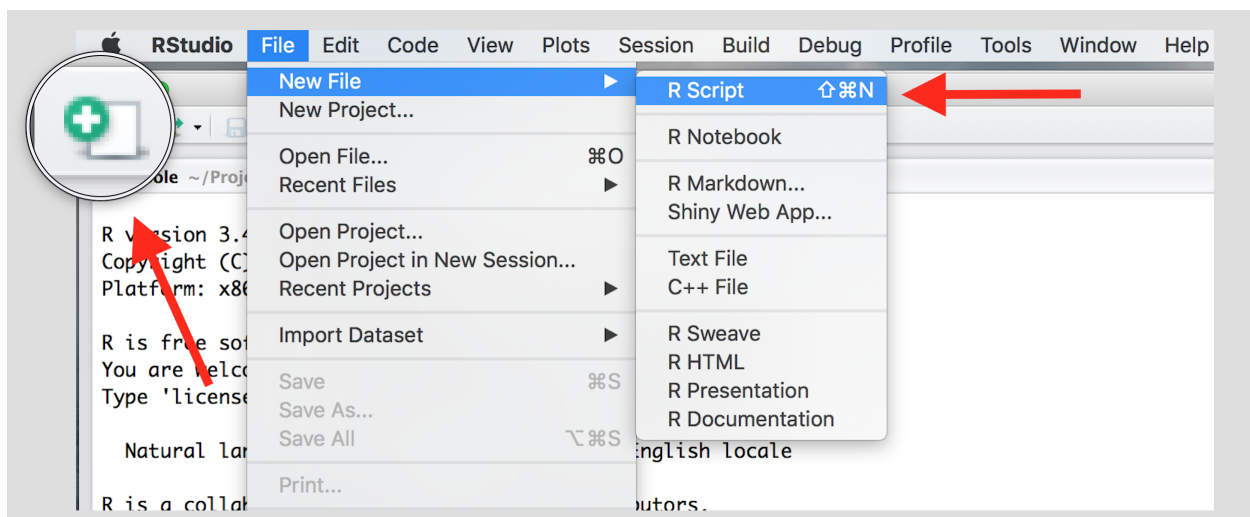 RStudio File Edit Code View Plots Session Build Debug Profile Tools Window Help
New File
New Project...
Open File... ⌘O
Recent Files
Open Project...
Open Project in New Session...
Recent Projects
Import Dataset
Save ⌘S
Save As...
Save All ⌥⌘S
Print...
R Script ⇧⌘N
R Notebook
R Markdown...
Shiny Web App...
Text File
C++ File
R Sweave
R HTML
R Presentation
R Documentation
~/Proj
R version 3.4
Copyright (C)
Platform: x86
R is free sof
You are welco
Type 'license
Natural lan English locale
R is a collab butors.